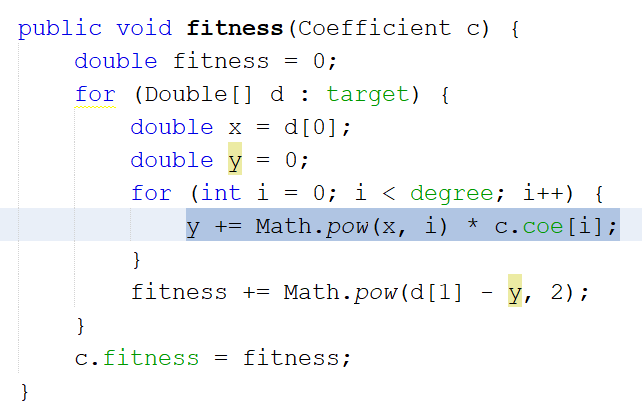 public void fitness(Coefficient c) {
    double fitness = 0;
    for (Double[] d : target) {
        double x = d[0];
        double y = 0;
        for (int i = 0; i < degree; i++) {
            y += Math.pow(x, i) * c.coe[i];
        }
        fitness += Math.pow(d[1] - y, 2);
    }
    c.fitness = fitness;
}